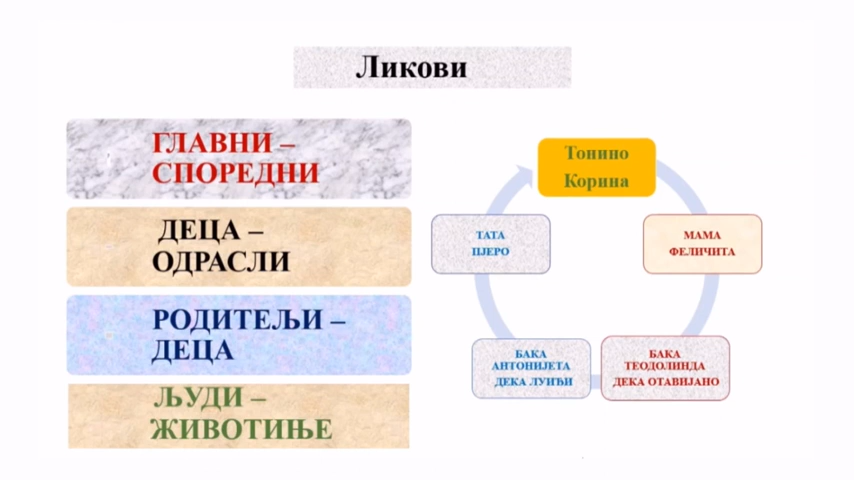 Ликови
ГЛАВНИ –
СПОРЕДНИ
ДЕЦА –
ОДРАСЛИ
РОДИТЕЉИ –
ДЕЦА
ЉУДИ –
ЖИВОТИЊЕ
Тонино
Корина
МАМА
ФЕЛИЧИТА
БАКА
ТЕОДОЛИНДА
ДЕКА ОТАВИЈАНО
БАКА
АНТОНИЈЕТА
ДЕКА ЛУИЂИ
ТАТА
ПЈЕРО